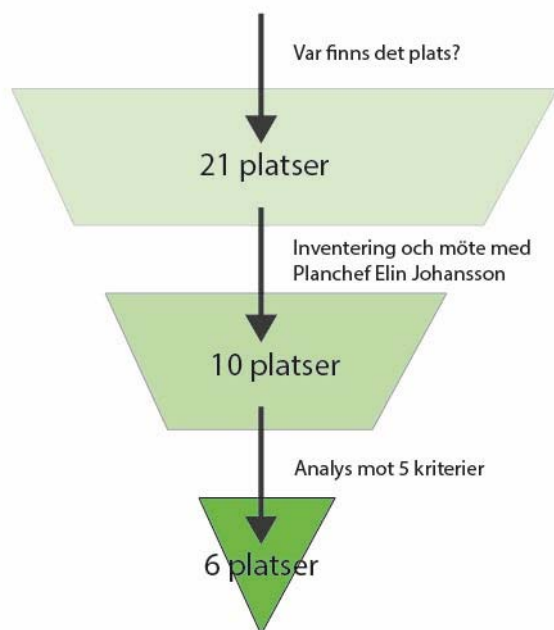 Var finns det plats?
21 platser
Inventering och möte med
Planchef Elin Johansson
10 platser
Analys mot 5 kriterier
6 platser